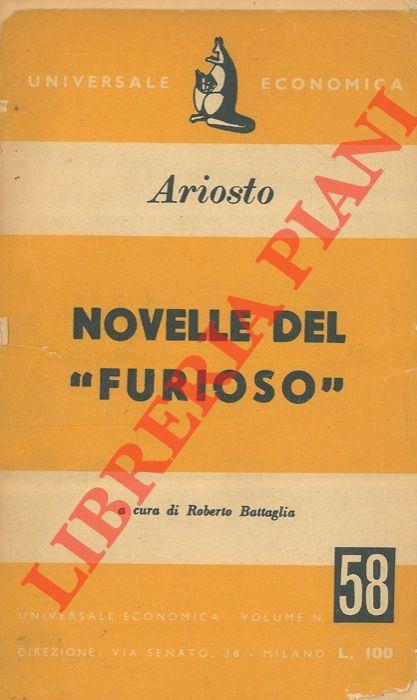 UNIVERSALE ECONOMICA
Ariosto
NOVELLE DEL
"FURIOSO"
a cura di Roberto Battaglia
58
UNIVERSALE ECONOMICA - VOLUME N.
DIREZIONE: VIA SENATO, 38 - MILANO L. 100
LIBRERIA PIANI